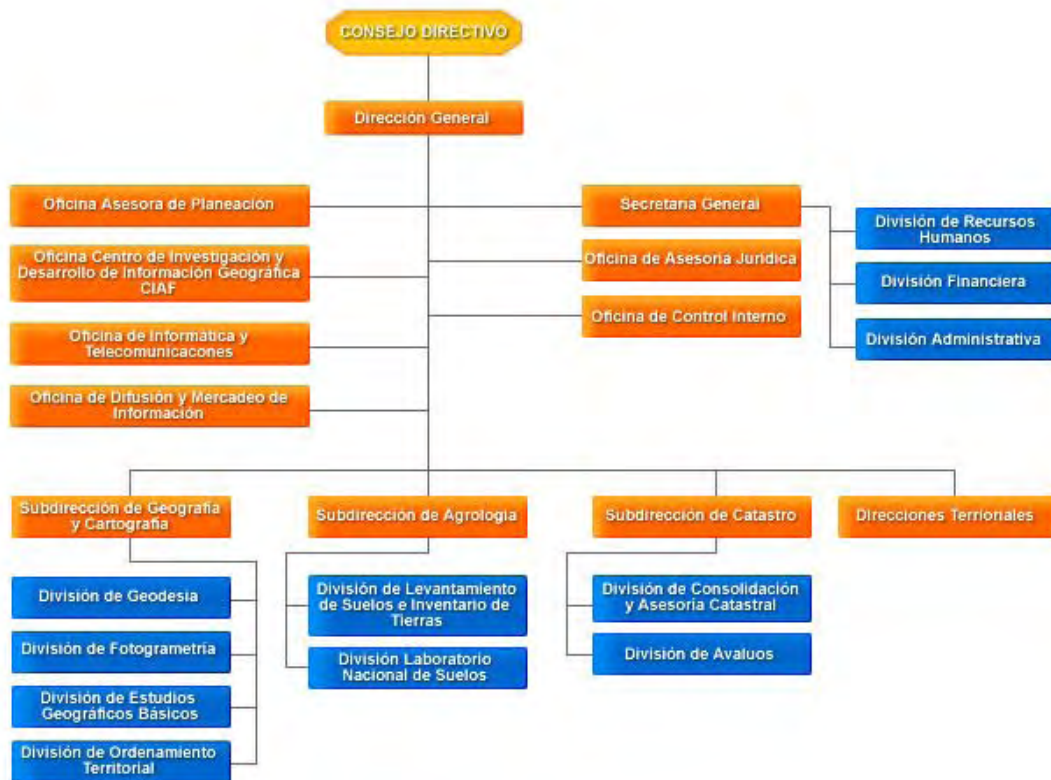 CONSEJO DIRECTIVO
Dirección General
Oficina Asesora de Planeación
Oficina Centro de Investigación y
Desarrollo de Información Geográfica
CIAF
Oficina de Informática y
Telecomunicacones
Oficina de Difusión y Mercadeo de
Información
Secretaria General
Oficina de Asesoria Juridica
Oficina de Control Interno
División de Recursos
Humanos
División Financiera
División Administrativa
Subdirección de Geografía
y Cartografía
División de Geodesia
División de Fotogrametría
División de Estudios
Geográficos Básicos
División de Ordenamiento
Territorial
Subdirección de Agrología
División de Levantamiento
de Suelos e Inventario de
Tierras
División Laboratorio
Nacional de Suelos
Subdirección de Catastro
División de Consolidación
y Asesoría Catastral
División de Avaluos
Direcciones Terrioriales